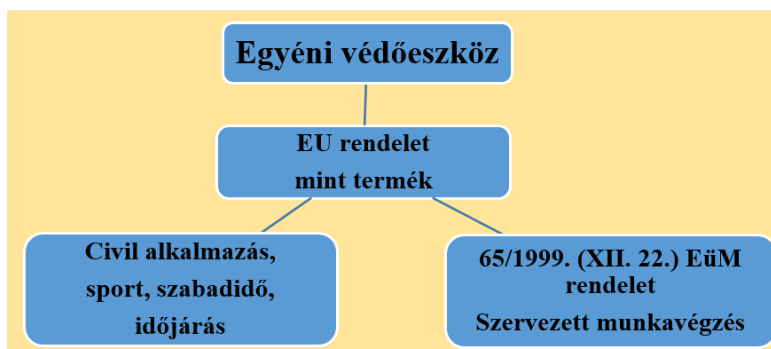 Egyéni védőeszköz
EU rendelet
mint termék
Civil alkalmazás,
sport, szabadidő,
időjárás
65/1999. (XII. 22.) EüM
rendelet
Szervezett munkavégzés